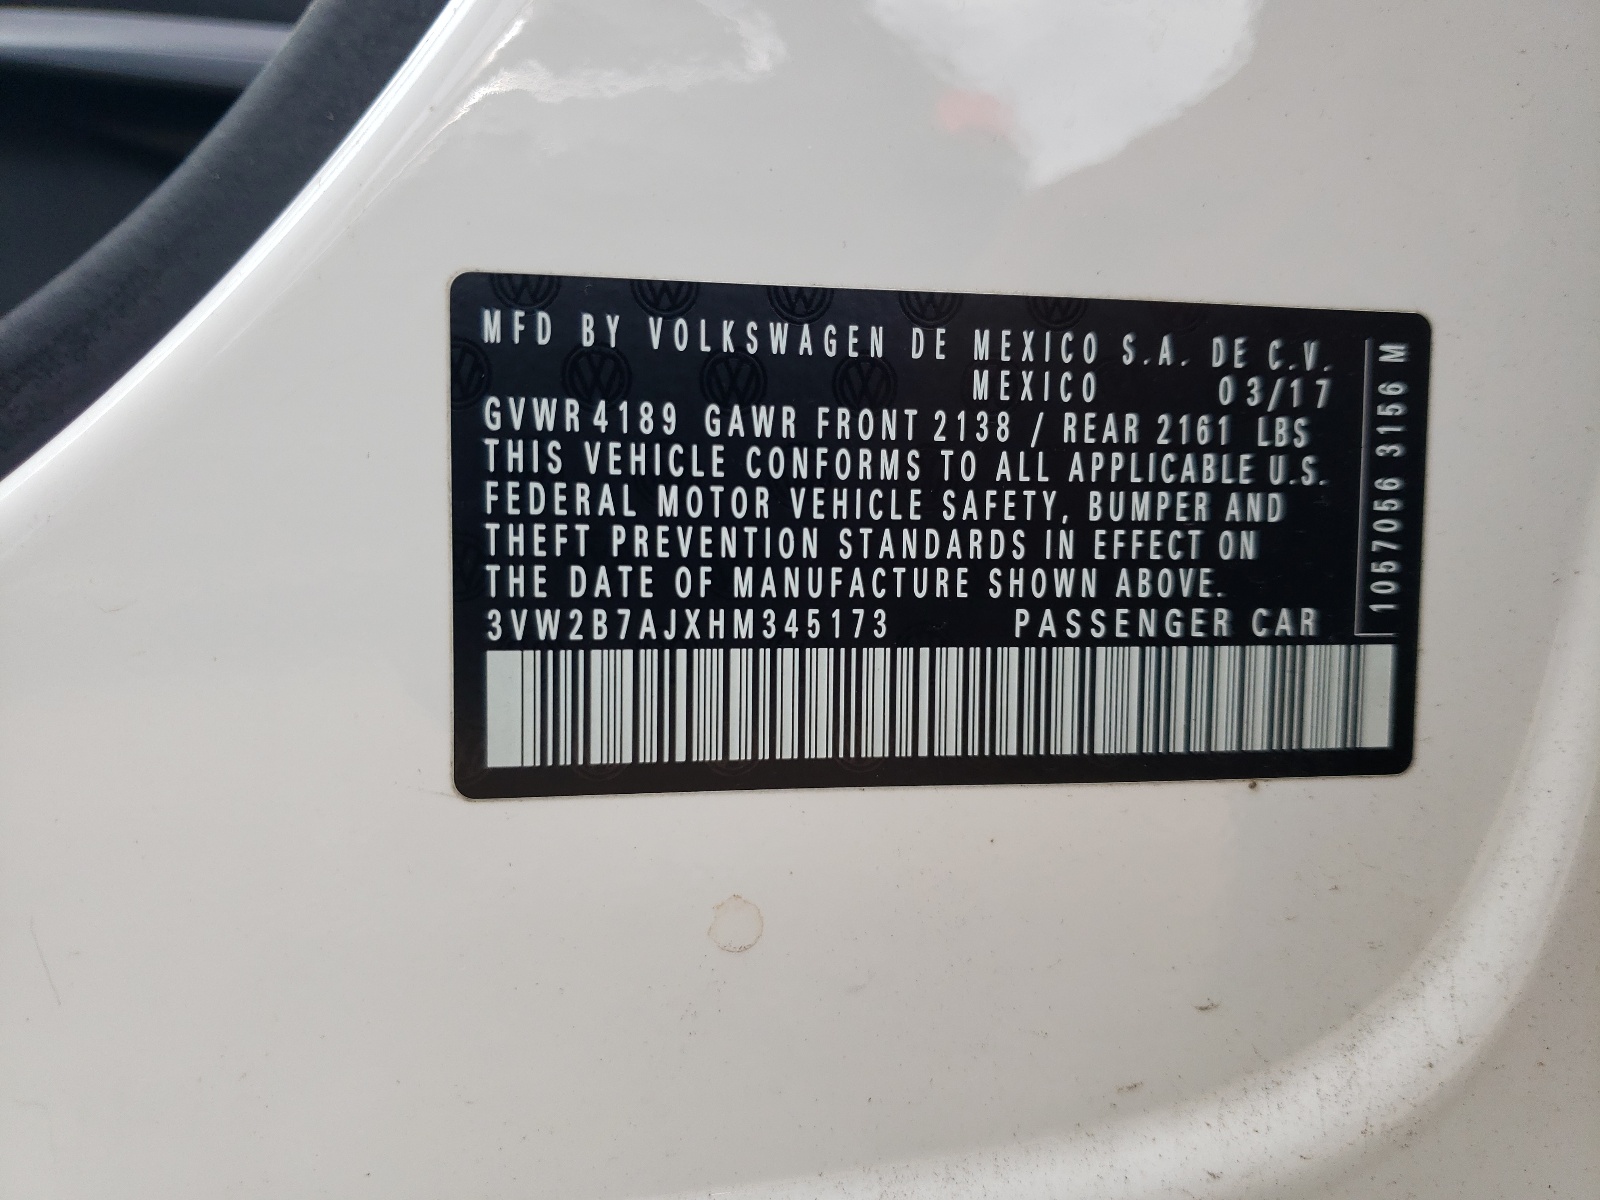 MFD BY VOLKSWAGEN DE MEXICO S.A. DE C.V.
MEXICO 03/17
GVWR 4189 GAWR FRONT 2138 / REAR 2161 LBS
THIS VEHICLE CONFORMS TO ALL APPLICABLE U.S.
FEDERAL MOTOR VEHICLE SAFETY, BUMPER AND
THEFT PREVENTION STANDARDS IN EFFECT ON
THE DATE OF MANUFACTURE SHOWN ABOVE.
3VW2B7AJXHM345173 PASSENGER CAR
1057056 3156 M